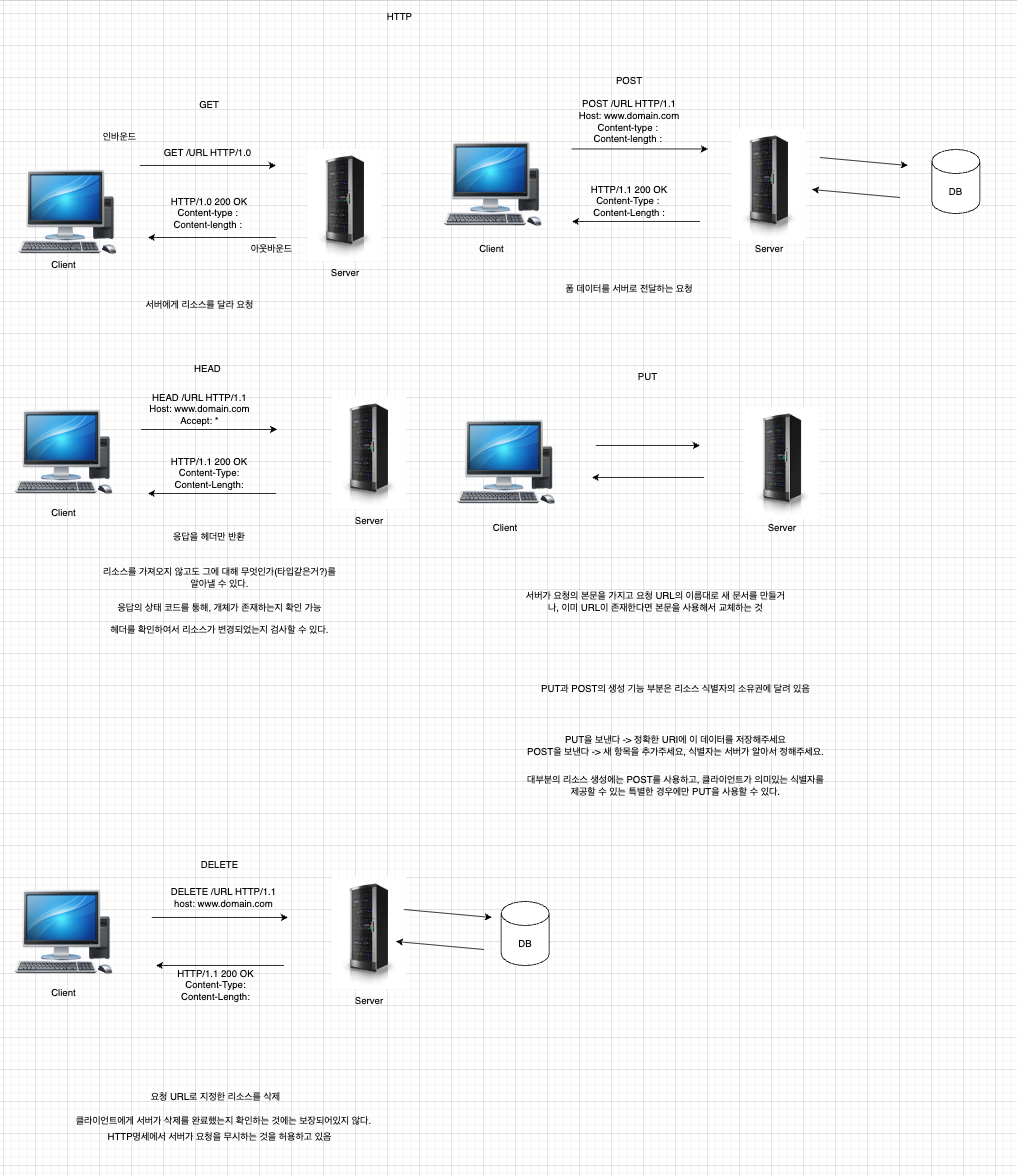 HTTP
GET
인바운드
GET /URL HTTP/1.0
HTTP/1.0 200 OK
Content-type :
Content-length :
아웃바운드
Client
Server
서버에게 리소스를 달라 요청
POST
POST /URL HTTP/1.1
Host: www.domain.com
Content-type :
Content-length :
HTTP/1.1 200 OK
Content-Type :
Content-Length :
DB
Client
Server
폼 데이터를 서버로 전달하는 요청
HEAD
HEAD /URL HTTP/1.1
Host: www.domain.com
Accept: *
HTTP/1.1 200 OK
Content-Type:
Content-Length:
Client
Server
응답을 헤더만 반환
리소스를 가져오지 않고도 그에 대해 무엇인가(타입같은거?)를
알아낼 수 있다.
응답의 상태 코드를 통해, 개체가 존재하는지 확인 가능
헤더를 확인하여서 리소스가 변경되었는지 검사할 수 있다.
PUT
Client
Server
서버가 요청의 본문을 가지고 요청 URL의 이름대로 새 문서를 만들거
나, 이미 URL이 존재한다면 본문을 사용해서 교체하는 것
PUT과 POST의 생성 기능 부분은 리소스 식별자의 소유권에 달려 있음
PUT을 보낸다 -> 정확한 URI에 이 데이터를 저장해주세요
POST을 보낸다 -> 새 항목을 추가주세요, 식별자는 서버가 알아서 정해주세요.
대부분의 리소스 생성에는 POST를 사용하고, 클라이언트가 의미있는 식별자를
제공할 수 있는 특별한 경우에만 PUT을 사용할 수 있다.
DELETE
DELETE /URL HTTP/1.1
host: www.domain.com
HTTP/1.1 200 OK
Content-Type:
Content-Length:
DB
Client
Server
요청 URL로 지정한 리소스를 삭제
클라이언트에게 서버가 삭제를 완료했는지 확인하는 것에는 보장되어있지 않다.
HTTP명세에서 서버가 요청을 무시하는 것을 허용하고 있음